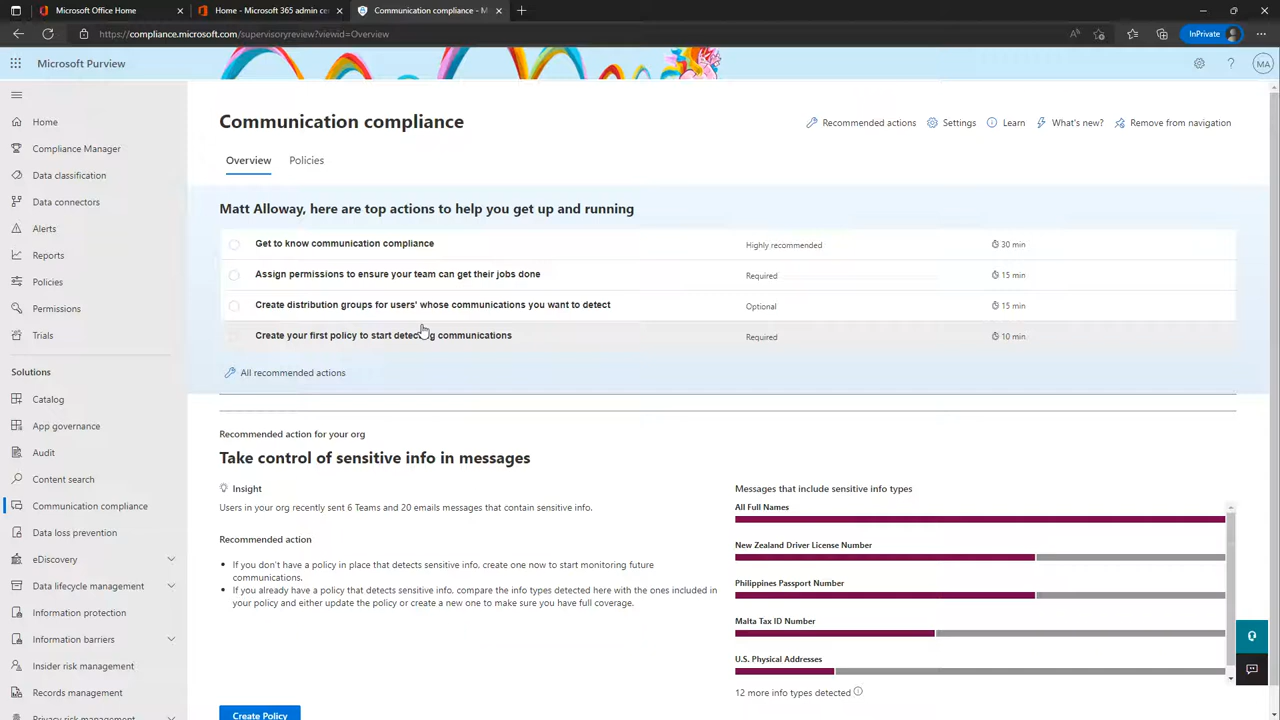 Microsoft Office Home
Home - Microsoft 365 admin ce
Communication compliance - M
https://compliance.microsoft.com/supervisoryreview?viewid=Overview
InPrivate
Microsoft Purview
MA
Home
Compliance Manager
Data classification
Data connectors
Alerts
Reports
Policies
Permissions
Trials
Solutions
Catalog
App governance
Audit
Content search
Communication compliance
Data loss prevention
eDiscovery
Data lifecycle management
Information protection
Information barriers
Insider risk management
Records management
Privacy risk management
Communication compliance
Recommended actions
Settings
Learn
What's new?
Remove from navigation
Overview
Policies
Matt Alloway, here are top actions to help you get up and running
Get to know communication compliance Highly recommended 30 min
Assign permissions to ensure your team can get their jobs done Required 15 min
Create distribution groups for users' whose communications you want to detect Optional 15 min
Create your first policy to start detecting communications Required 10 min
All recommended actions
Recommended action for your org
Take control of sensitive info in messages
Insight
Users in your org recently sent 6 Teams and 20 emails messages that contain sensitive info.
Recommended action
If you don't have a policy in place that detects sensitive info, create one now to start monitoring future
communications.
If you already have a policy that detects sensitive info, compare the info types detected here with the ones included in
your policy and either update the policy or create a new one to make sure you have full coverage.
Create Policy
Messages that include sensitive info types
All Full Names
New Zealand Driver License Number
Philippines Passport Number
Malta Tax ID Number
U.S. Physical Addresses
12 more info types detected